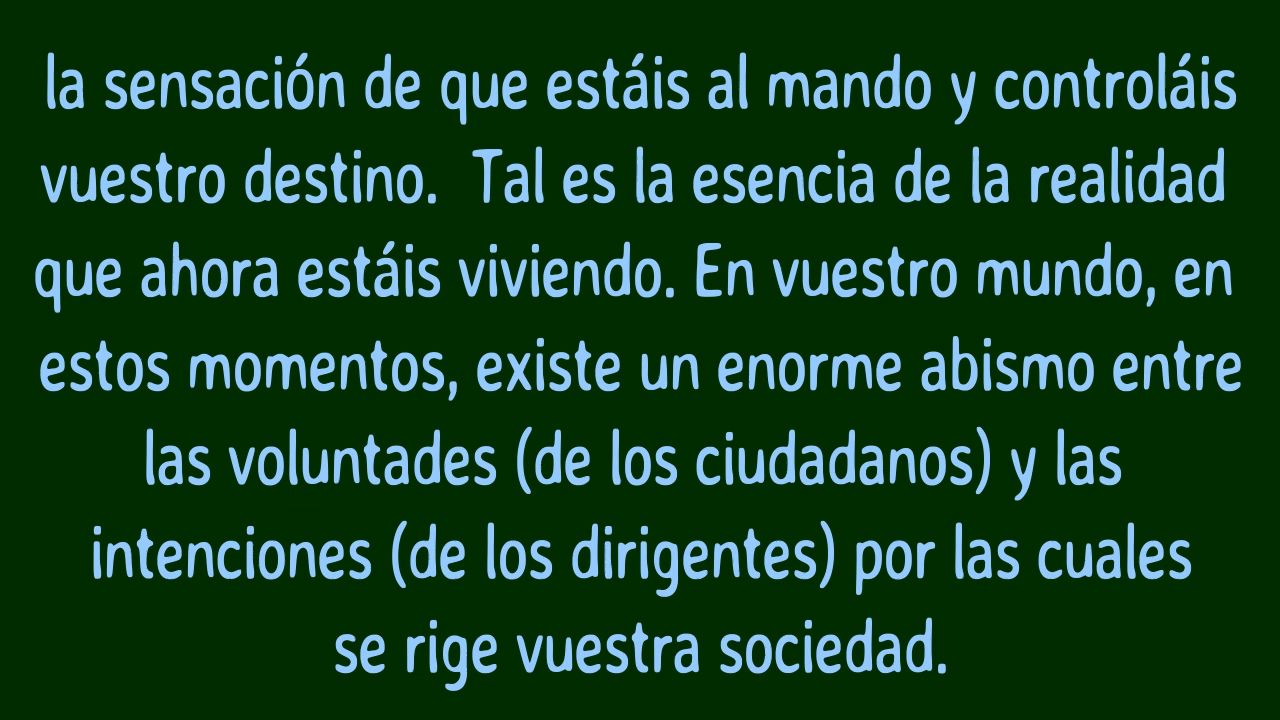 la sensación de que estáis al mando y controláis
vuestro destino.  Tal es la esencia de la realidad
que ahora estáis viviendo. En vuestro mundo, en
estos momentos, existe un enorme abismo entre
las voluntades (de los ciudadanos) y las
intenciones (de los dirigentes) por las cuales
se rige vuestra sociedad.